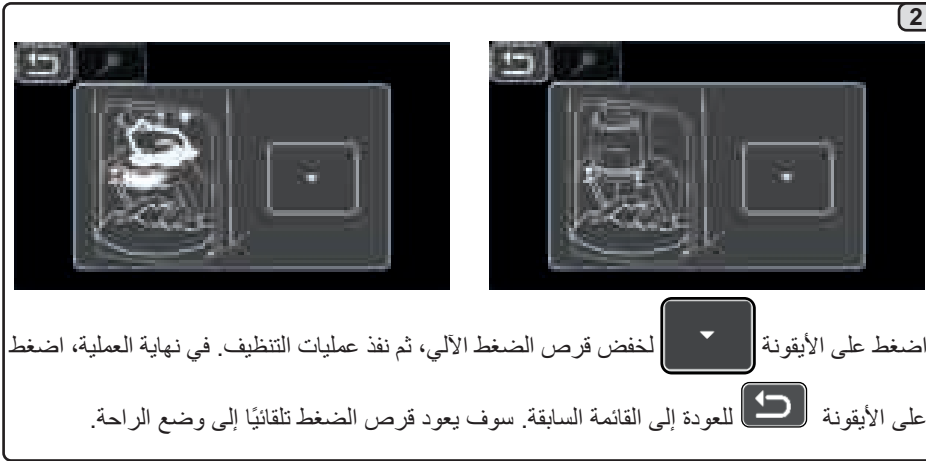 2
اضغط على الأيقونة لخفض قرص الضغط الآلي، ثم نفذ عمليات التنظيف. في نهاية العملية، اضغط
على الأيقونة للعودة إلى القائمة السابقة. سوف يعود قرص الضغط تلقائيًا إلى وضع الراحة.